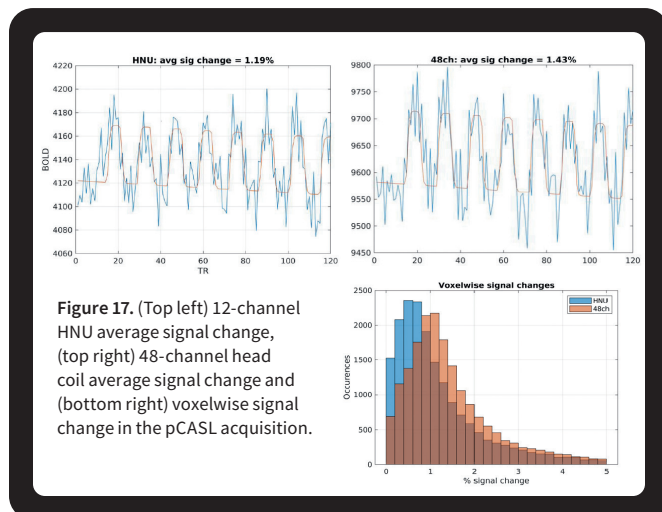 HNU: avg sig change = 1.19%
4220
4200
4180
4160
4140
4120
4100
4080
4060
BOLD
0 20 40 60 80 100 120
TR
48ch: avg sig change = 1.43%
9800
9750
9700
9650
9600
9550
9500
9450
0 20 40 60 80 100 120
Figure 17. (Top left) 12-channel
HNU average signal change,
(top right) 48-channel head
coil average signal change and
(bottom right) voxelwise signal
change in the pCASL acquisition.
Voxelwise signal changes
2500
2000
1500
1000
500
0
Occurences
HNU
48ch
0 1 2 3 4 5
% signal change